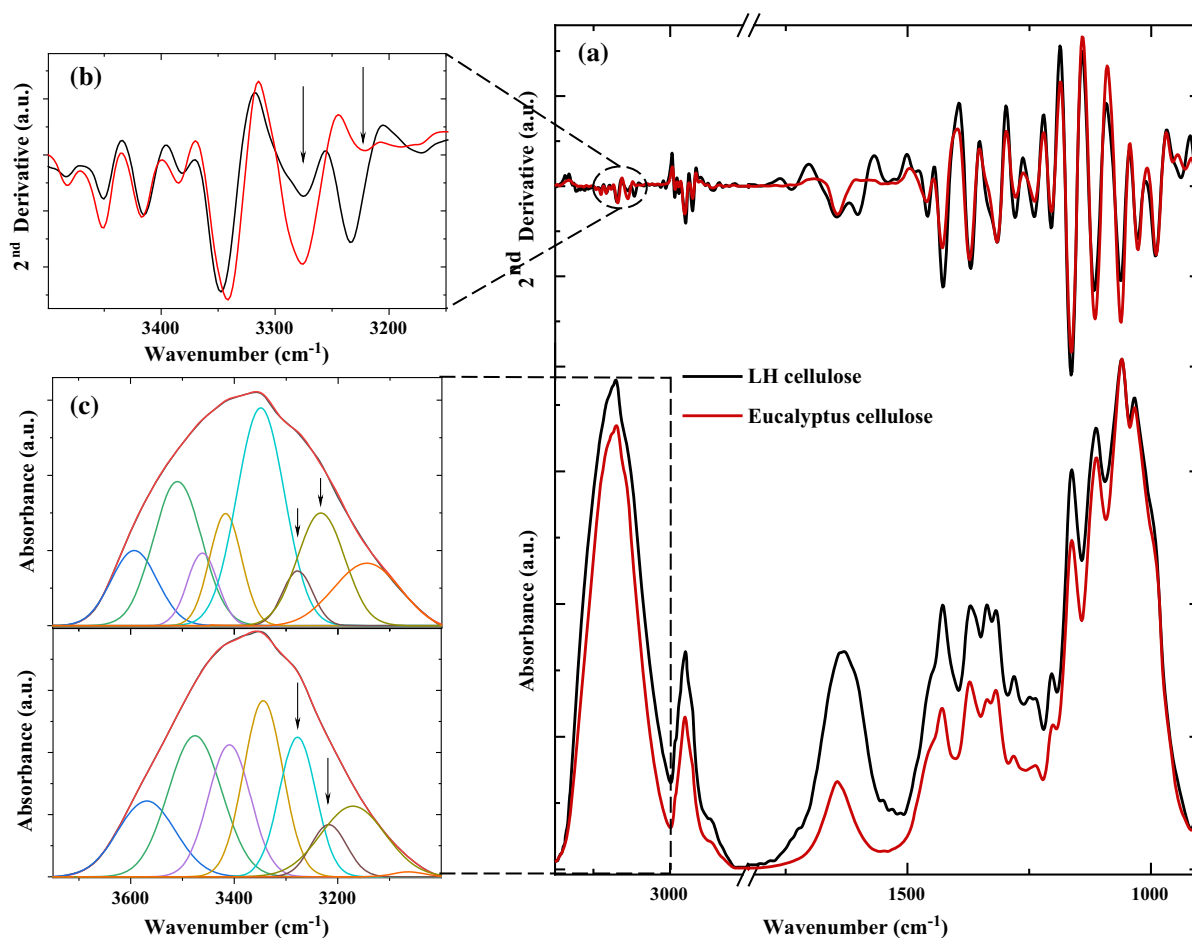 (b)
2nd Derivative (a.u.)
3400
3300
3200
Wavenumber (cm-1)
(a)
2nd Derivative (a.u.)
LH cellulose
Eucalyptus cellulose
Absorbance (a.u.)
3000
1500
1000
Wavenumber (cm-1)
(c)
Absorbance (a.u.)
Absorbance (a.u.)
3600
3400
3200
Wavenumber (cm-1)